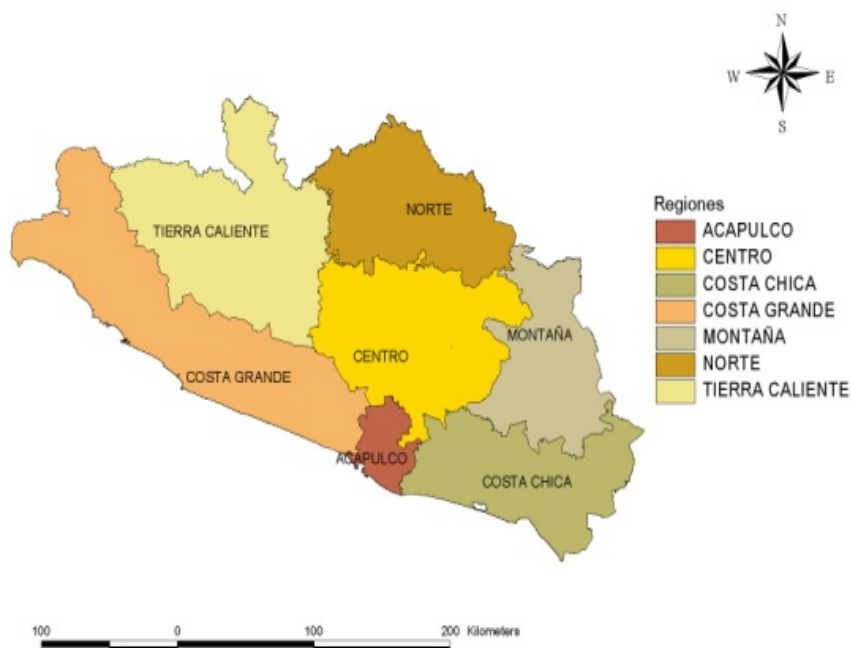 N
W E
S
NORTE
TIERRA CALIENTE
MONTAÑA
CENTRO
COSTA GRANDE
ACAPULCO
COSTA CHICA
Regiones
ACAPULCO
CENTRO
COSTA CHICA
COSTA GRANDE
MONTAÑA
NORTE
TIERRA CALIENTE
100 0 100 200 Kilometers